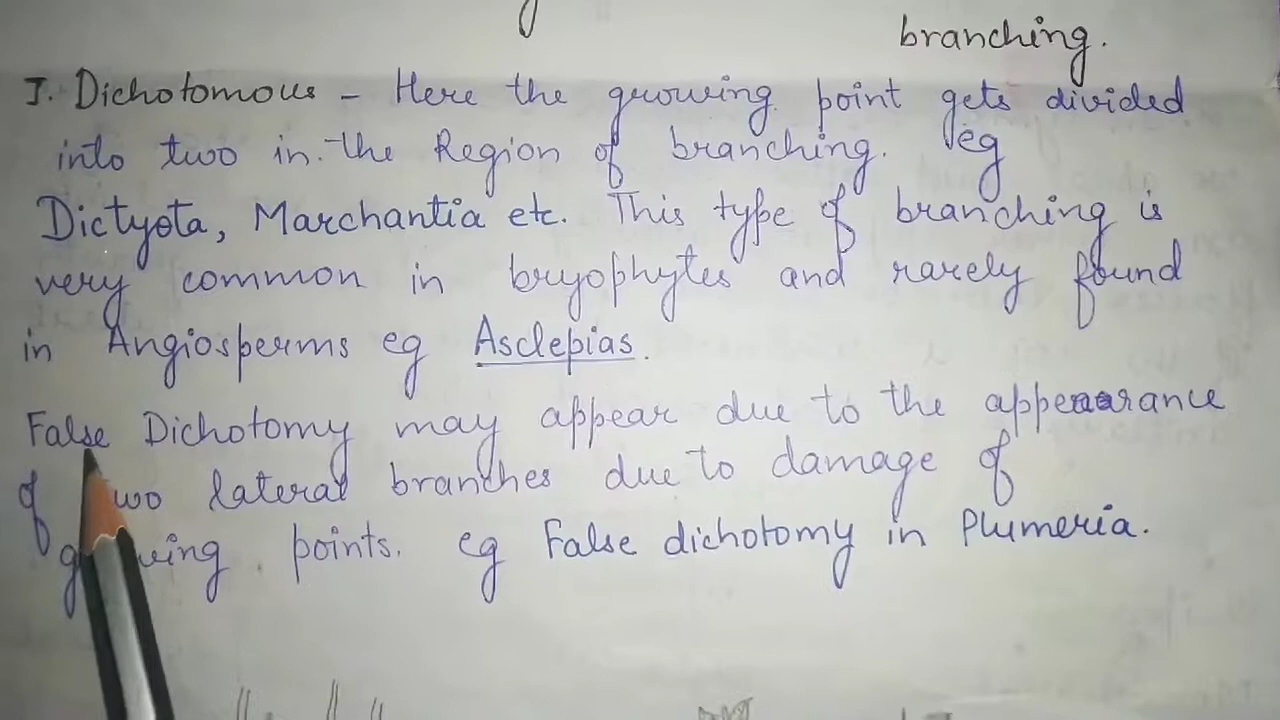 branching.
I. Dichotomous - Here the growing point gets divided
into two in the Region of branching. eg
Dictyota, Marchantia etc. This type of branching is
very common in bryophytes and rarely found
in Angiosperms eg Asclepias.
False Dichotomy may appear due to the appearance
of two lateral branches due to damage of
points. eg False dichotomy in Plumeria.